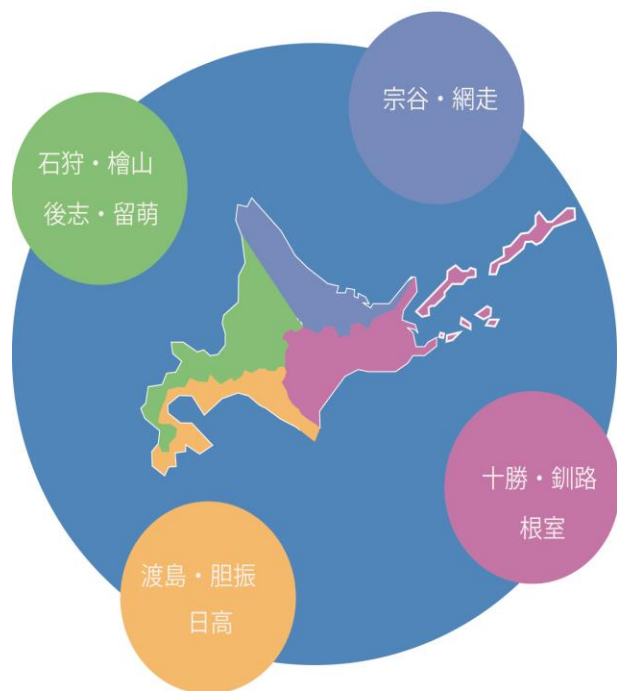 宗谷・網走
石狩・檜山
後志・留萌
十勝・釧路
根室
渡島・胆振
日高